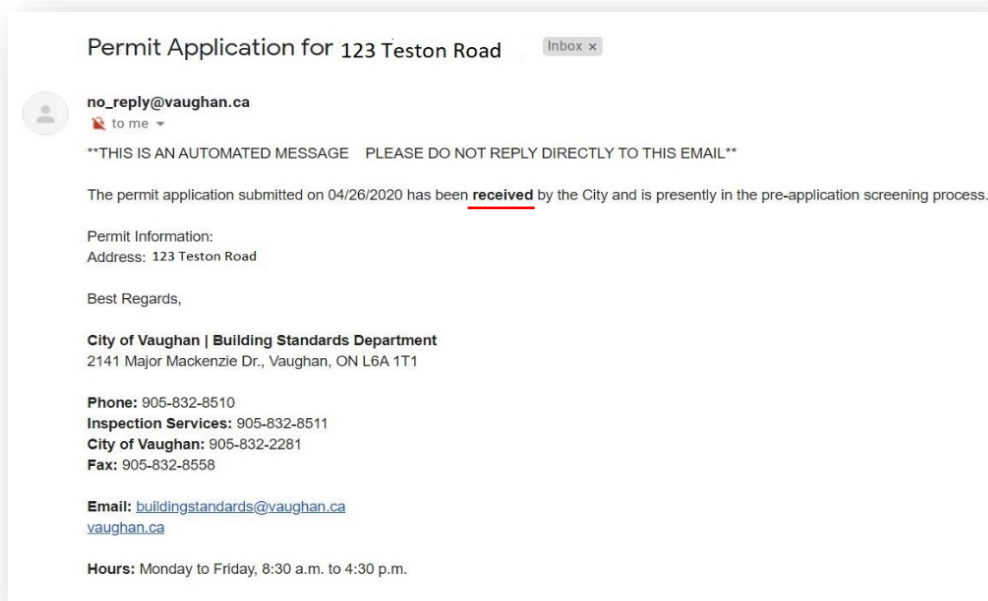 Permit Application for 123 Teston Road Inbox ×
no_reply@vaughan.ca
to me
**THIS IS AN AUTOMATED MESSAGE PLEASE DO NOT REPLY DIRECTLY TO THIS EMAIL**
The permit application submitted on 04/26/2020 has been received by the City and is presently in the pre-application screening process.
Permit Information:
Address: 123 Teston Road
Best Regards,
City of Vaughan | Building Standards Department
2141 Major Mackenzie Dr., Vaughan, ON L6A 1T1
Phone: 905-832-8510
Inspection Services: 905-832-8511
City of Vaughan: 905-832-2281
Fax: 905-832-8558
Email: buildingstandards@vaughan.ca
vaughan.ca
Hours: Monday to Friday, 8:30 a.m. to 4:30 p.m.